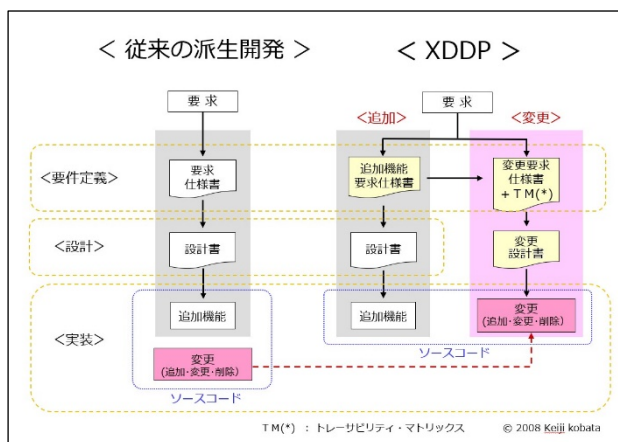 ＜ 従来の派生開発 ＞
＜ XDDP ＞
要 求
要 求
＜追加＞
＜変更＞
＜要件定義＞
要求
仕様書
追加機能
要求仕様書
変更要求
仕様書
＋ＴＭ(*)
＜設計＞
設計書
設計書
変更
設計書
＜実装＞
追加機能
追加機能
変更
(追加・変更・削除)
ソースコード
変更
(追加・変更・削除)
ソースコード
ＴＭ(*) ： トレーサビリティ・マトリックス
© 2008 Keiji kobata